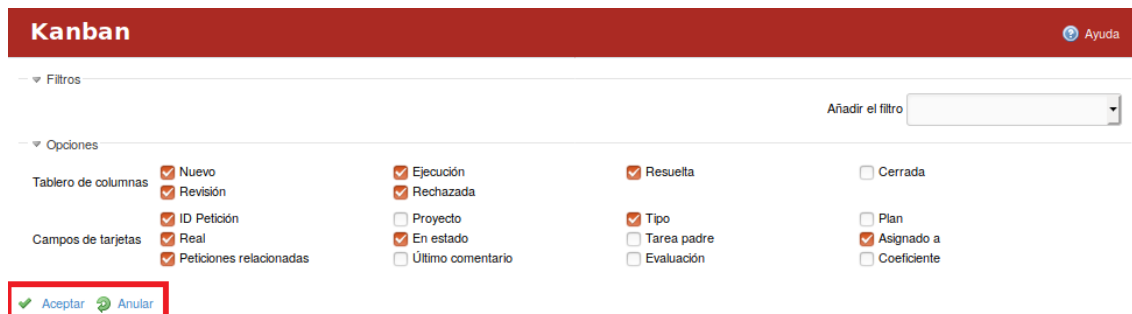 Kanban
Ayuda
Filtros
Añadir el filtro
Opciones
Tablero de columnas
Nuevo Ejecución Resuelta Cerrada
Revisión Rechazada
Campos de tarjetas
ID Petición Proyecto Tipo Plan
Real En estado Tarea padre Asignado a
Peticiones relacionadas Último comentario Evaluación Coeficiente
Aceptar Anular